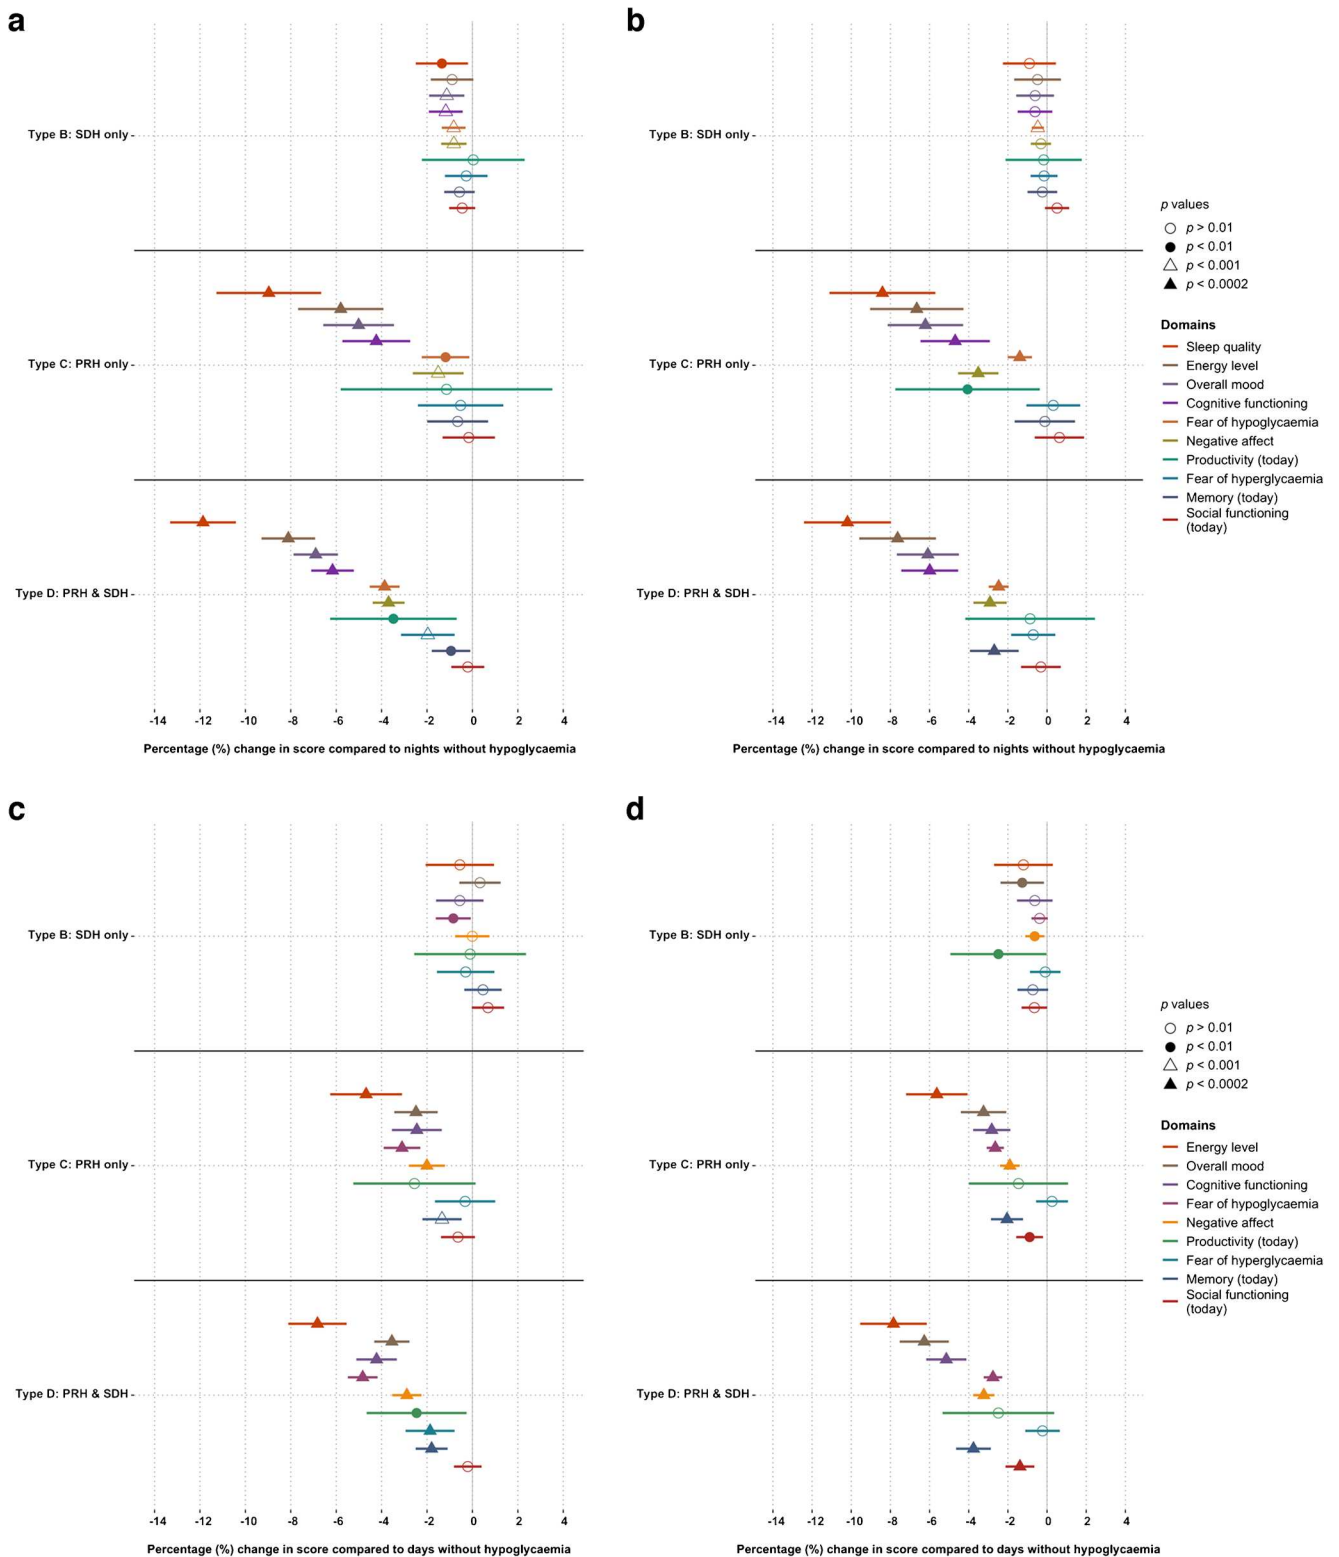 a
b
Type B: SDH only
Type C: PRH only
Type D: PRH & SDH
-14 -12 -10 -8 -6 -4 -2 0 2 4
Percentage (%) change in score compared to nights without hypoglycaemia
Type B: SDH only
Type C: PRH only
Type D: PRH & SDH
-14 -12 -10 -8 -6 -4 -2 0 2 4
Percentage (%) change in score compared to nights without hypoglycaemia
p values
p > 0.01
p < 0.01
p < 0.001
p < 0.0002
Domains
Sleep quality
Energy level
Overall mood
Cognitive functioning
Fear of hypoglycaemia
Negative affect
Productivity (today)
Fear of hyperglycaemia
Memory (today)
Social functioning
(today)
c
d
Type B: SDH only
Type C: PRH only
Type D: PRH & SDH
-14 -12 -10 -8 -6 -4 -2 0 2 4
Percentage (%) change in score compared to days without hypoglycaemia
Type B: SDH only
Type C: PRH only
Type D: PRH & SDH
-14 -12 -10 -8 -6 -4 -2 0 2 4
Percentage (%) change in score compared to days without hypoglycaemia
p values
p > 0.01
p < 0.01
p < 0.001
p < 0.0002
Domains
Energy level
Overall mood
Cognitive functioning
Fear of hypoglycaemia
Negative affect
Productivity (today)
Fear of hyperglycaemia
Memory (today)
Social functioning
(today)